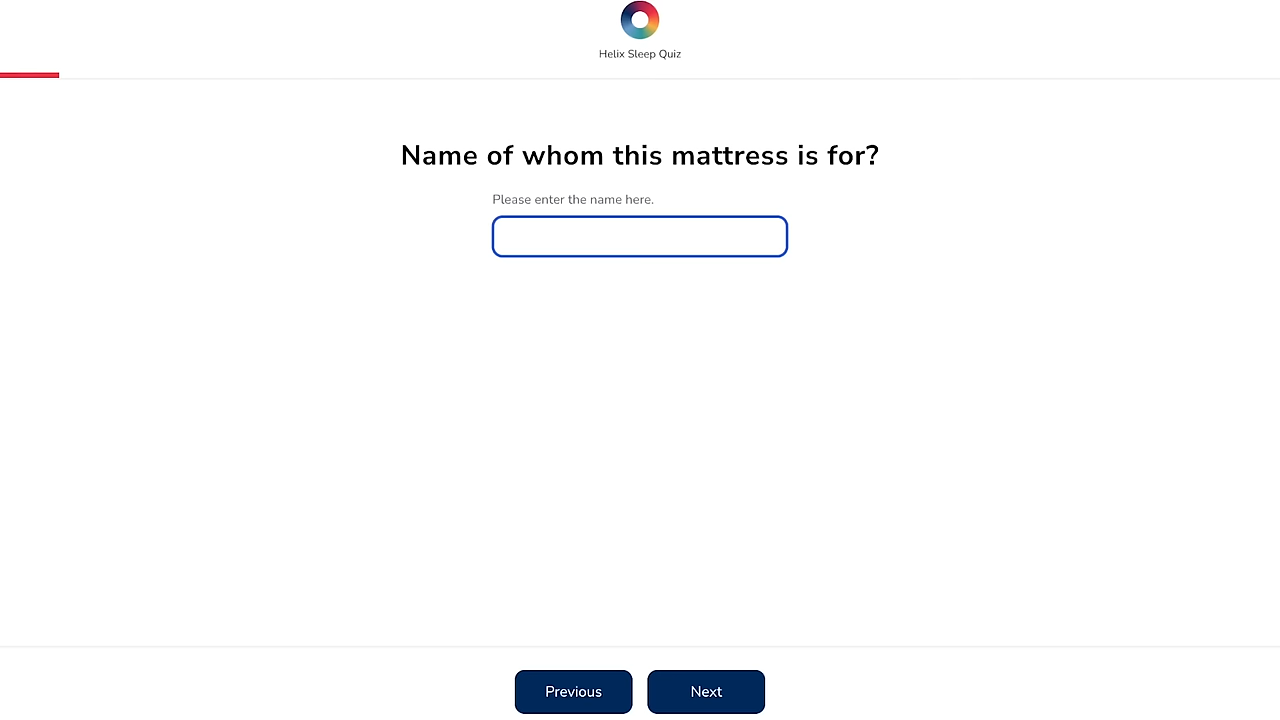 Helix Sleep Quiz
Name of whom this mattress is for?
Please enter the name here.
Previous
Next